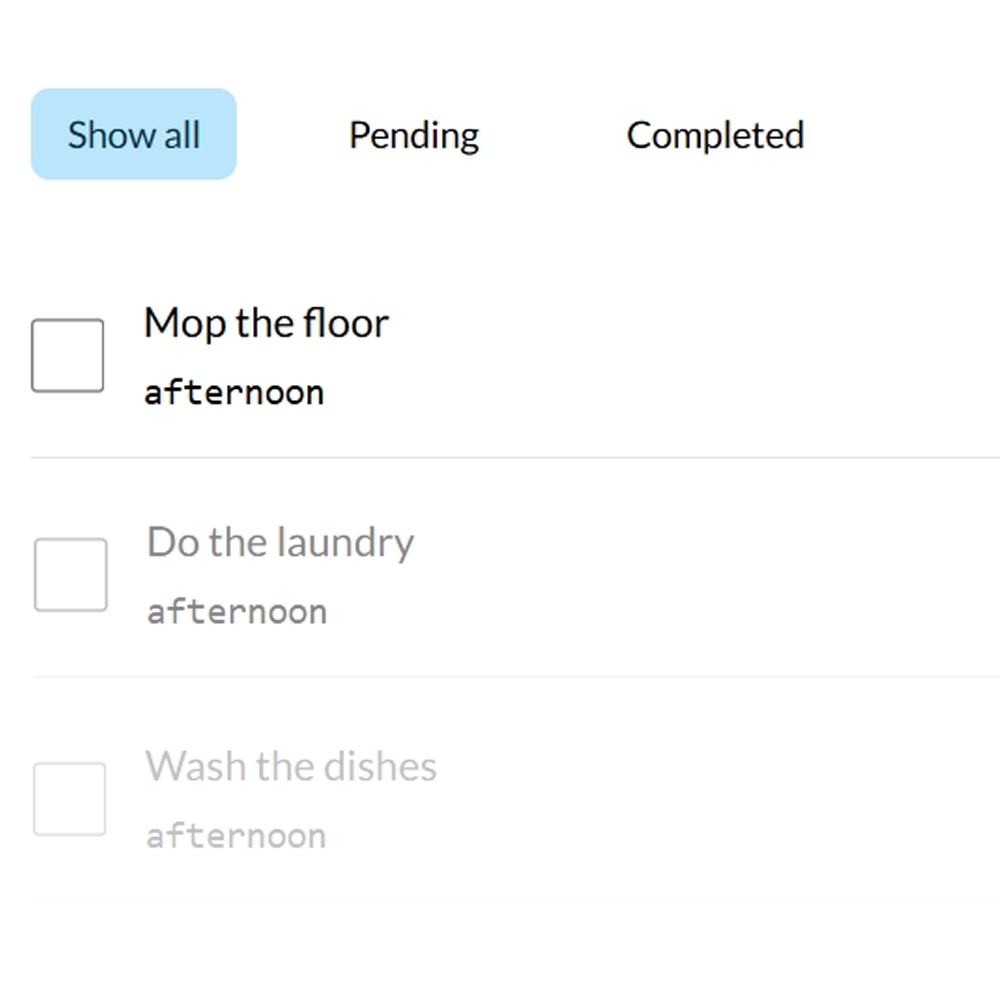 Show all Pending Completed
Mop the floor
afternoon
Do the laundry
afternoon
Wash the dishes
afternoon